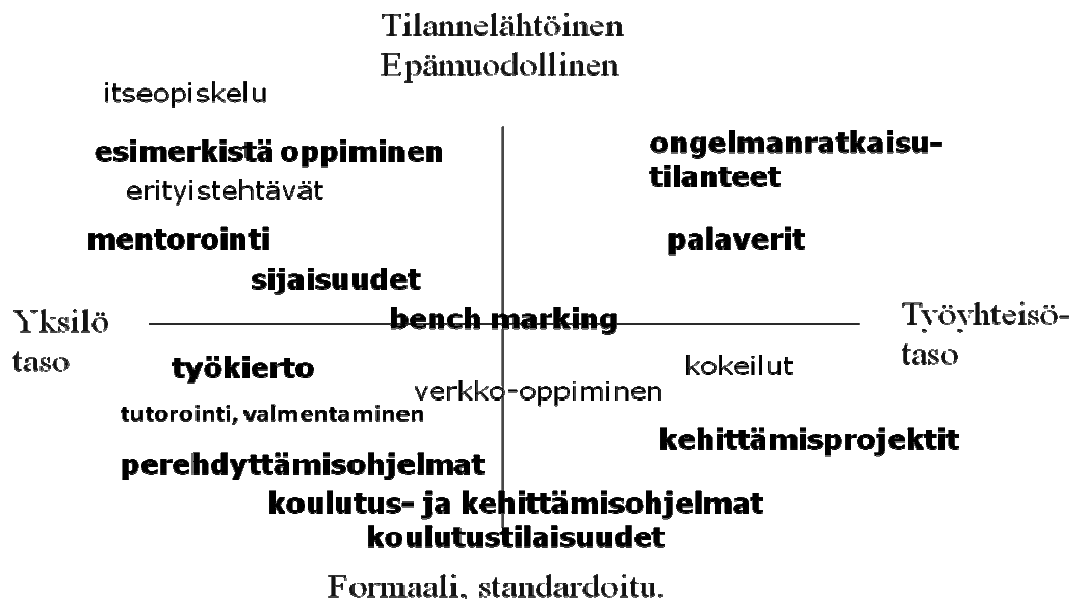 Tilannelähtöinen
Epämuodollinen
itseopiskelu
esimerkistä oppiminen
ongelmanratkaisu-
tilanteet
erityistehtävät
mentorointi
palaverit
sijaisuudet
bench marking
Yksilö
taso
Työyhteisö-
taso
työkierto
kokeilut
verkko-oppiminen
tutorointi, valmentaminen
kehittämisprojektit
perehdyttämisohjelmat
koulutus- ja kehittämisohjelmat
koulutustilaisuudet
Formaali, standardoitu.